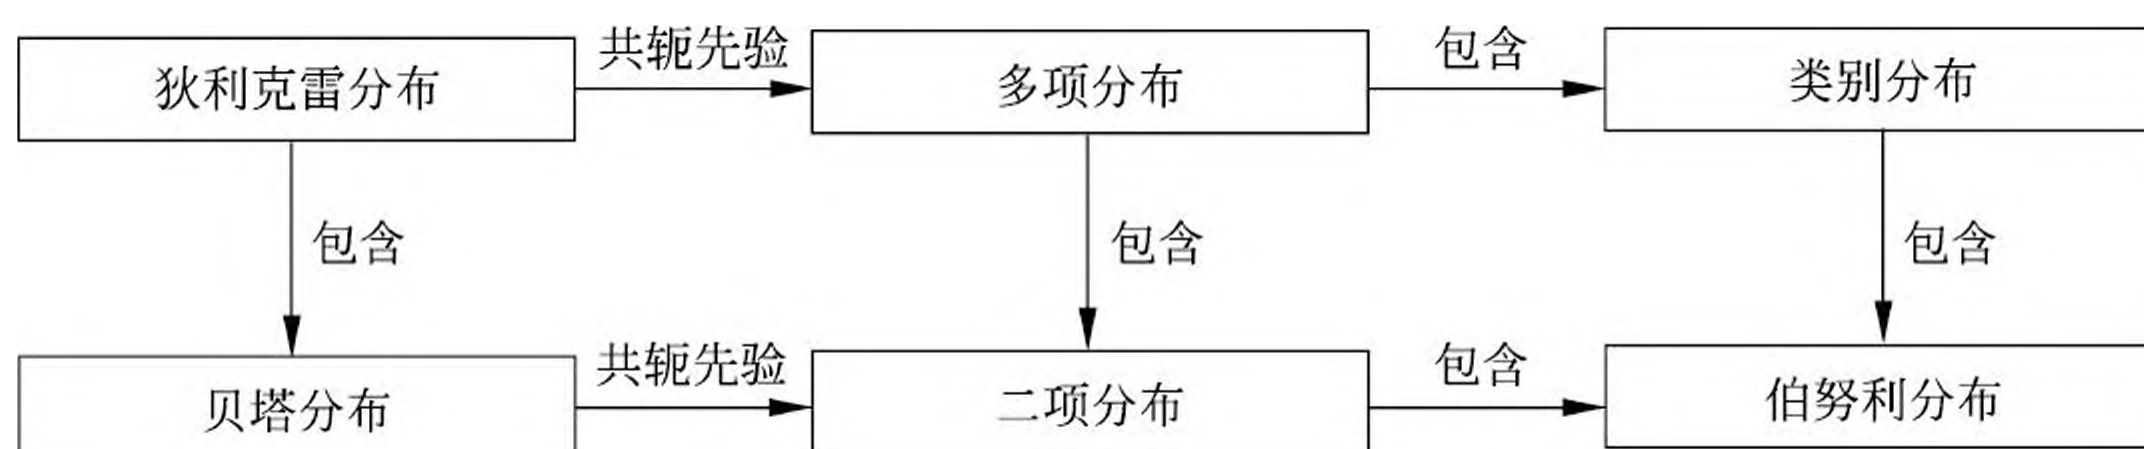 狄利克雷分布
共轭先验
多项分布
包含
类别分布
包含
包含
包含
贝塔分布
共轭先验
二项分布
包含
伯努利分布